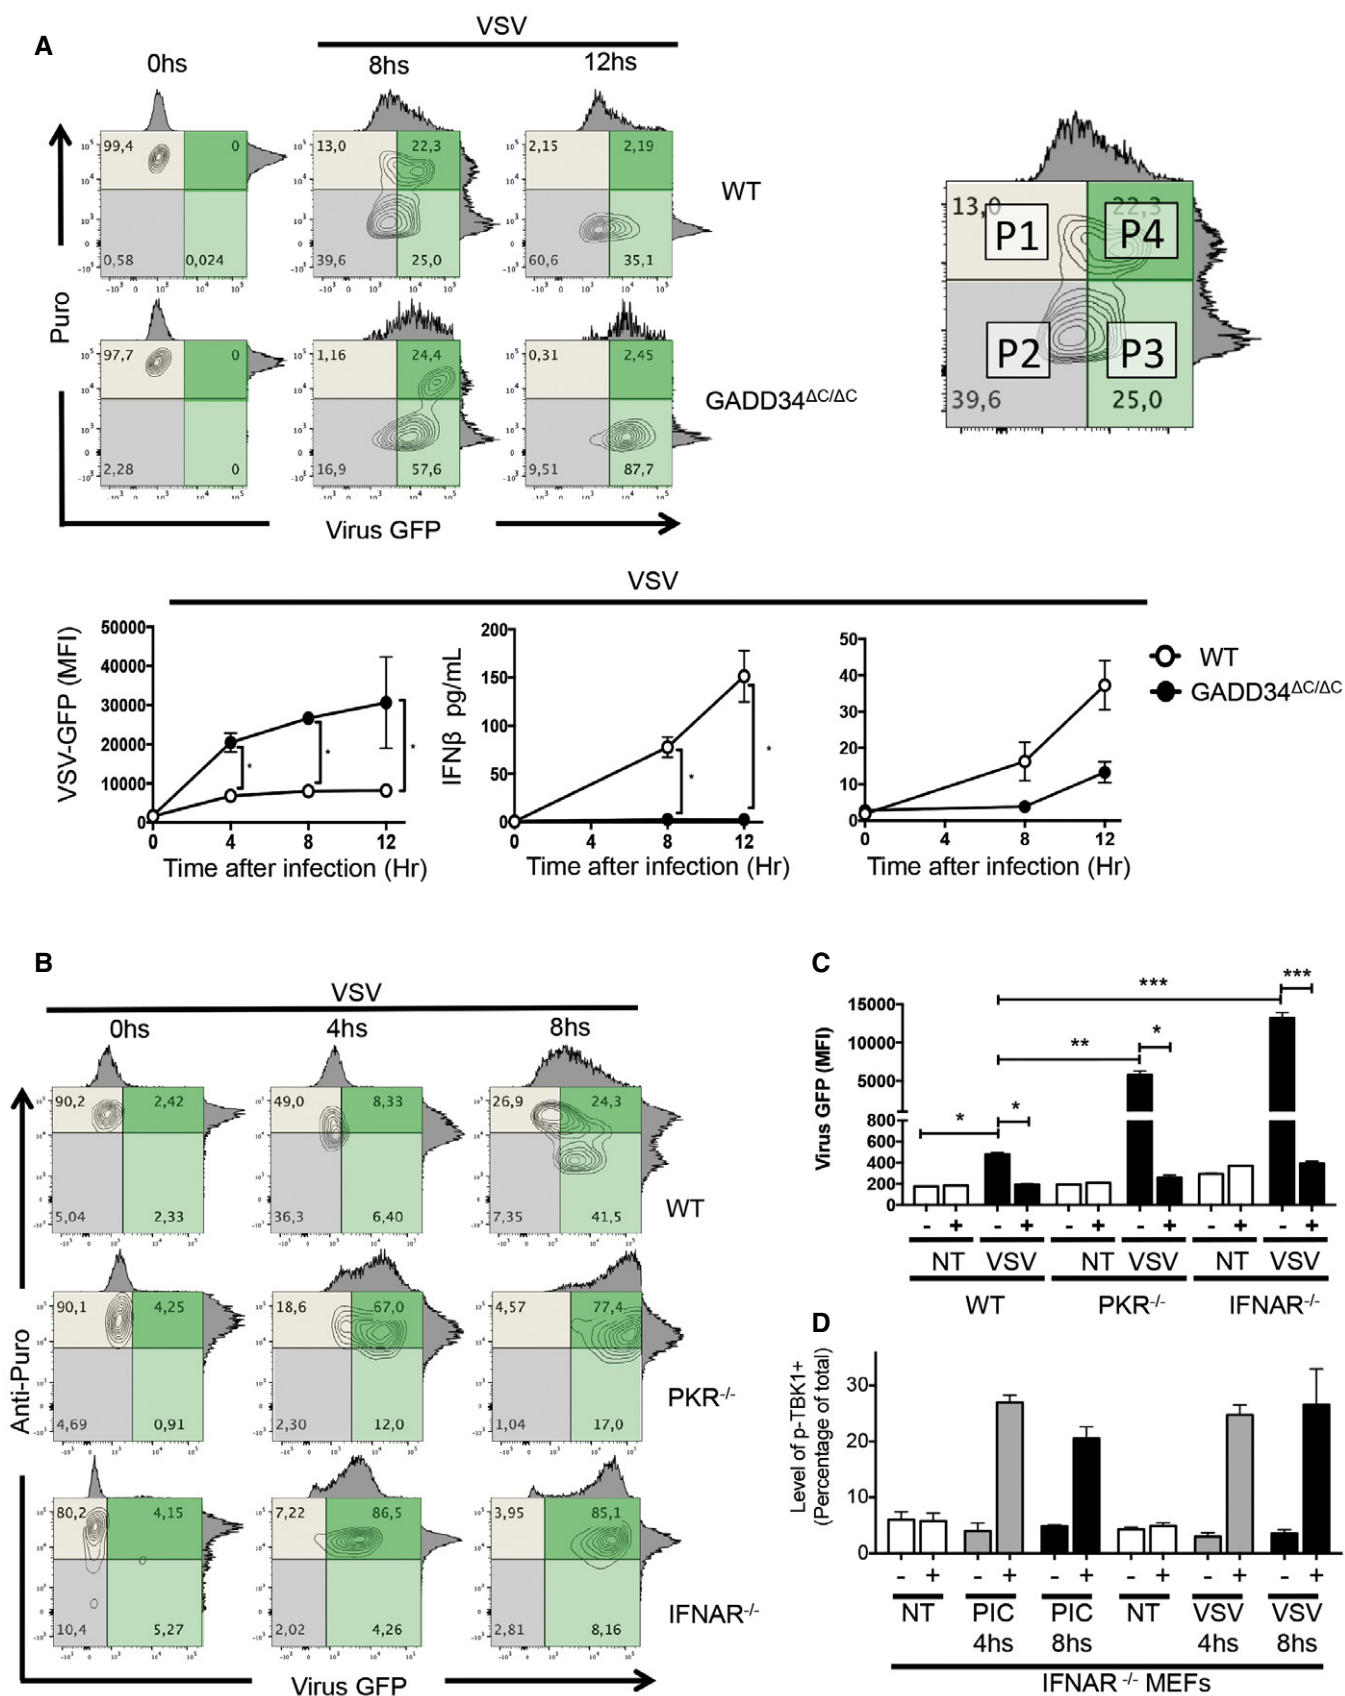 A
VSV
0hs 8hs 12hs
99,4 0
0,58 0,024
13,0 22,3
39,6 25,0
2,15 2,19
60,6 35,1
WT
97,7 0
2,28 0
1,16 24,4
16,9 57,6
0,31 2,45
9,51 87,7
GADD34ΔC/ΔC
Puro
Virus GFP
13,0 22,3
P1 P4
P2 P3
39,6 25,0
VSV
VSV-GFP (MFI)
50000
40000
30000
20000
10000
0
0 4 8 12
Time after infection (Hr)
* * *
IFNβ pg/mL
200
150
100
50
0
0 4 8 12
Time after infection (Hr)
* *
50
40
30
20
10
0
0 4 8 12
Time after infection (Hr)
WT
GADD34ΔC/ΔC
B
VSV
0hs 4hs 8hs
90,2 2,42
5,04 2,33
49,0 8,33
36,3 6,40
26,9 24,3
7,35 41,5
WT
90,1 4,25
4,69 0,91
18,6 67,0
2,30 12,0
4,57 77,4
1,04 17,0
PKR-/-
80,2 4,15
10,4 5,27
7,22 86,5
2,02 4,26
3,95 85,1
2,81 8,16
IFNAR-/-
Anti-Puro
Virus GFP
C
Virus GFP (MFI)
15000
10000
5000
800
600
400
200
0
* * ** * *** ***
- + - + - + - + - + - +
NT VSV NT VSV NT VSV
WT PKR-/- IFNAR-/-
D
Level of p-TBK1+
(Percentage of total)
30
20
10
0
- + - + - + - + - + - +
NT PIC PIC NT VSV VSV
4hs 8hs 4hs 8hs
IFNAR -/- MEFs